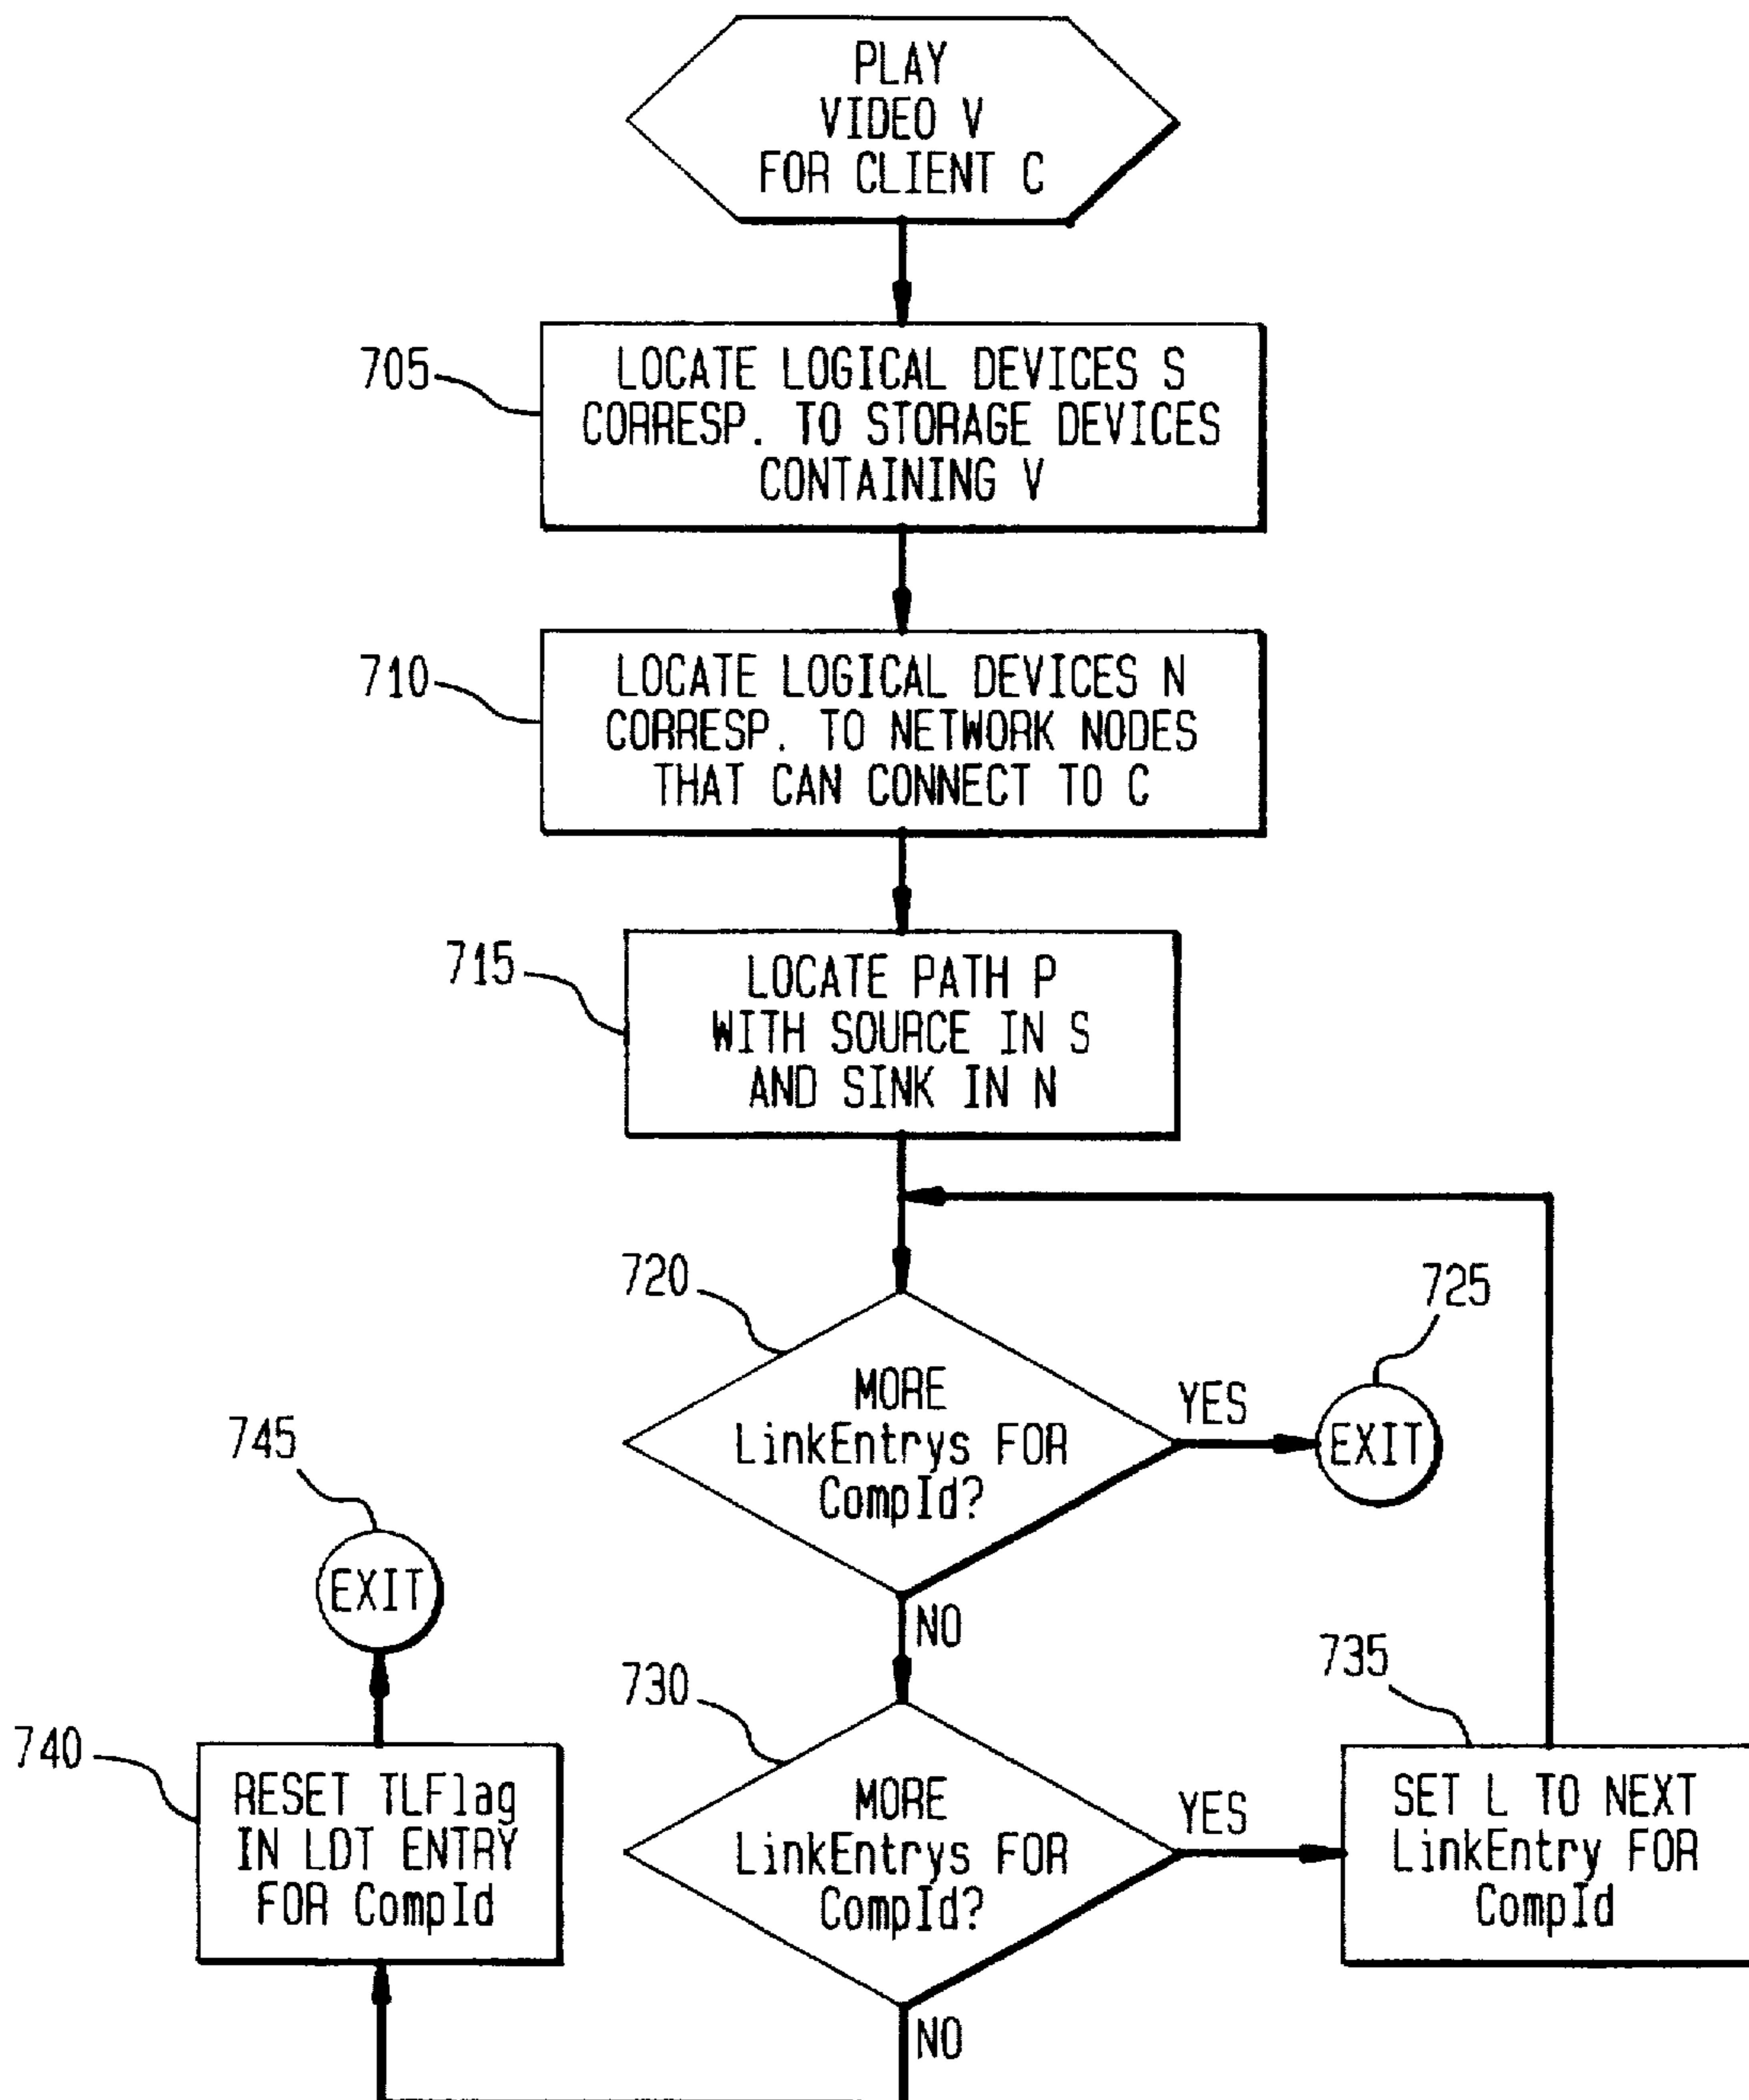 PLAY
VIDEO V
FOR CLIENT C
705
LOCATE LOGICAL DEVICES S
CORRESP. TO STORAGE DEVICES
CONTAINING V
710
LOCATE LOGICAL DEVICES N
CORRESP. TO NETWORK NODES
THAT CAN CONNECT TO C
715
LOCATE PATH P
WITH SOURCE IN S
AND SINK IN N
720
MORE
LinkEntrys FOR
CompId?
YES
725
EXIT
NO
745
EXIT
730
MORE
LinkEntrys FOR
CompId?
YES
735
SET L TO NEXT
LinkEntry FOR
CompId
740
RESET TLFlag
IN LDT ENTRY
FOR CompId
NO